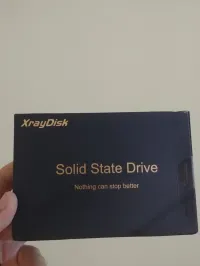 XrayDisk
Solid State Drive
Nothing can stop better